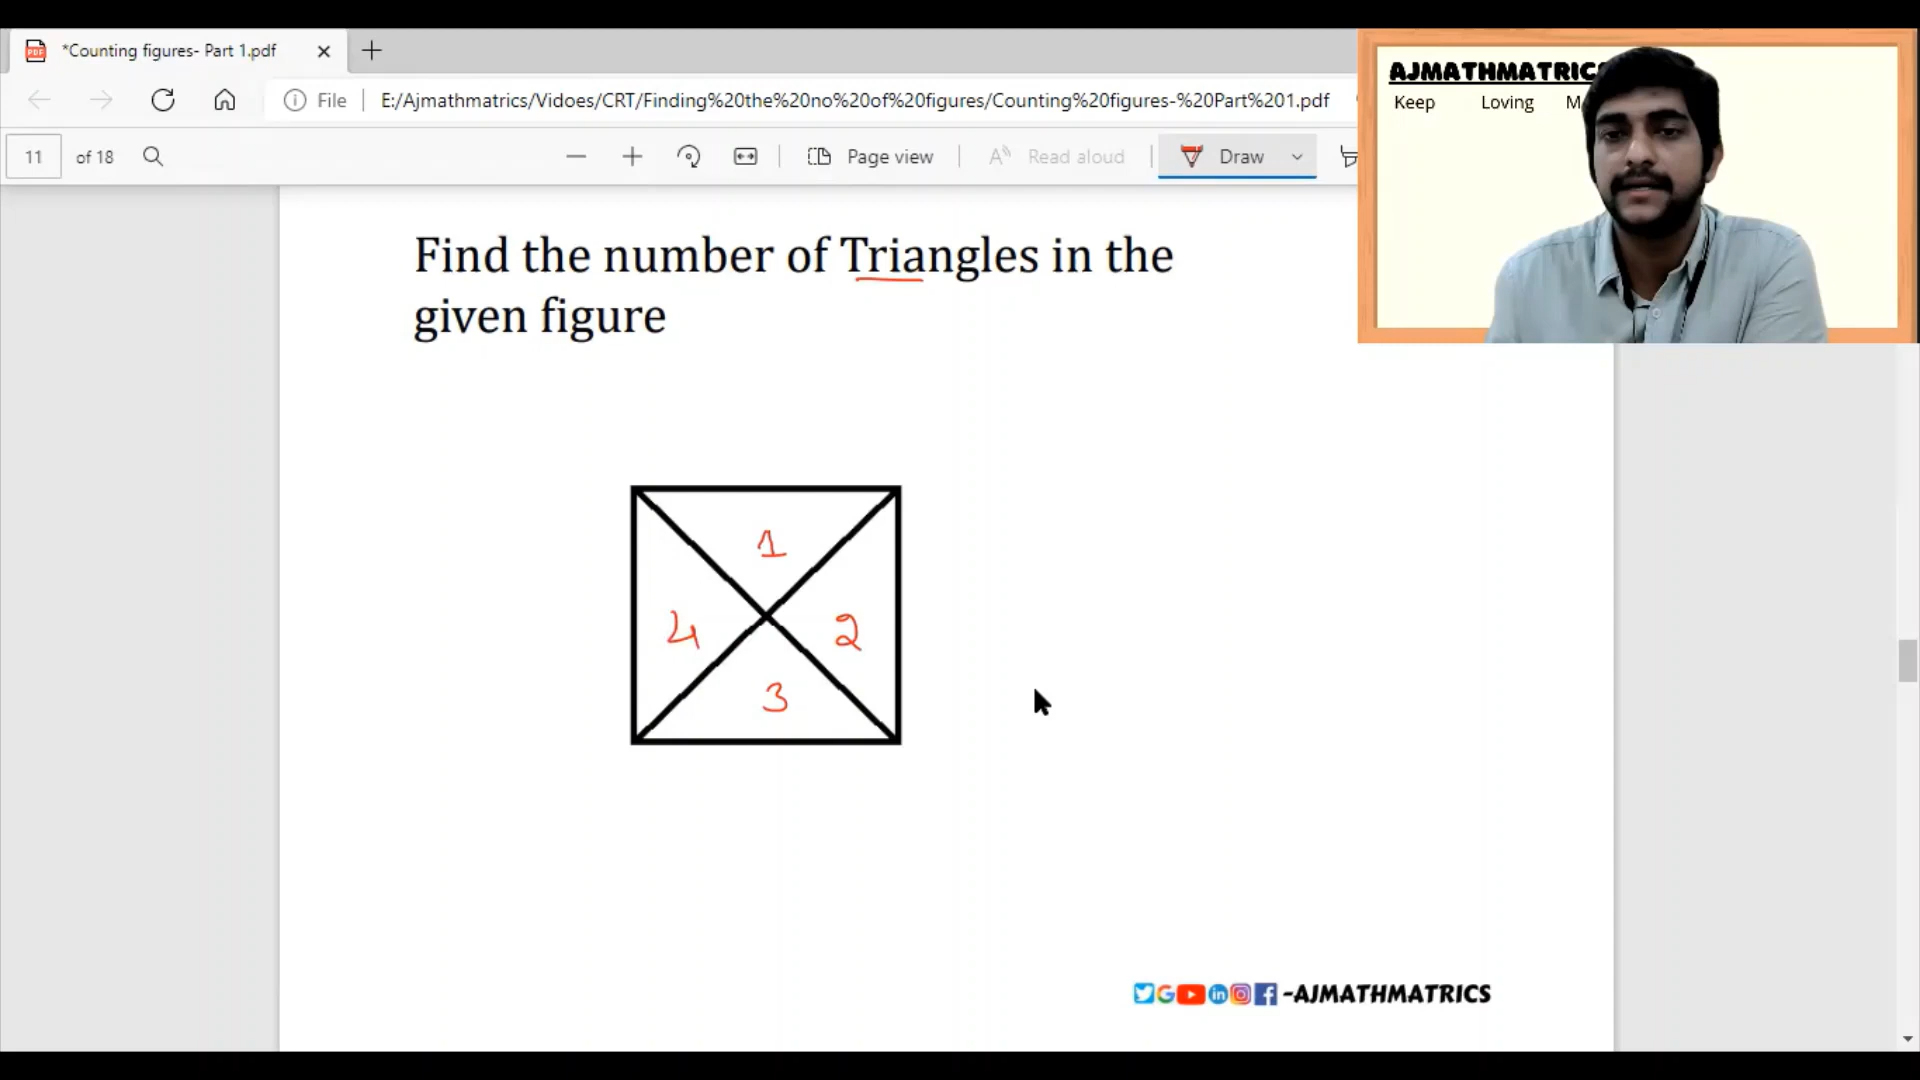 *Counting figures- Part 1.pdf
File E:/Ajmathmatrics/Vidoes/CRT/Finding%20the%20no%20of%20figures/Counting%20figures-%20Part%201.pdf
11 of 18 Page view Read aloud Draw
AJMATHMATRICS
Keep Loving M
Find the number of Triangles in the
given figure
1
4 2
3
-AJMATHMATRICS